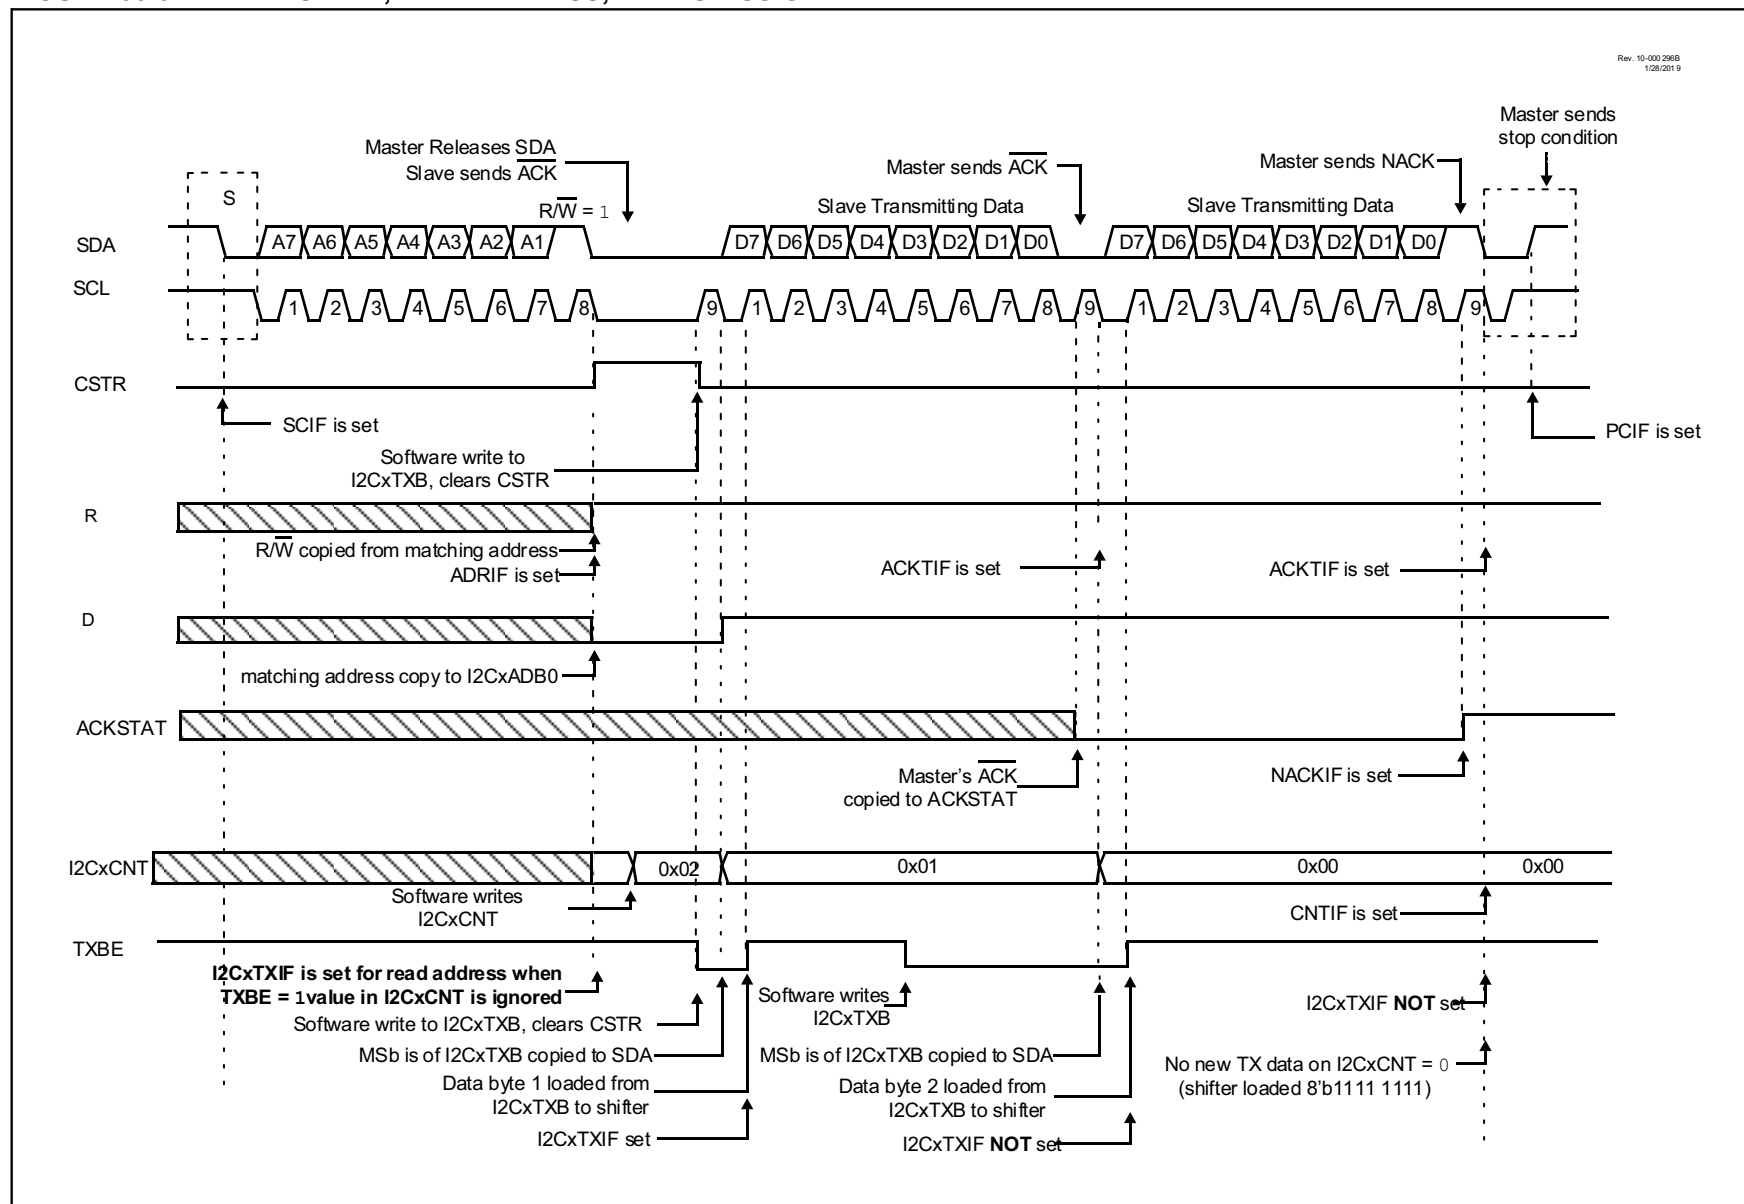 Rev. 10-000 296B
1/28/201 9
Master sends
stop condition
Master Releases SDA
Slave sends ACK
Master sends ACK
Master sends NACK
S
R/W = 1
Slave Transmitting Data
Slave Transmitting Data
SDA
A7 A6 A5 A4 A3 A2 A1
D7 D6 D5 D4 D3 D2 D1 D0
D7 D6 D5 D4 D3 D2 D1 D0
SCL
1 2 3 4 5 6 7 8 9 1 2 3 4 5 6 7 8 9 1 2 3 4 5 6 7 8 9
CSTR
SCIF is set
PCIF is set
Software write to
I2CxTXB, clears CSTR
R
R/W copied from matching address
ADRIF is set
ACKTIF is set
ACKTIF is set
D
matching address copy to I2CxADB0
ACKSTAT
Master's ACK
copied to ACKSTAT
NACKIF is set
I2CxCNT
0x02
0x01
0x00
0x00
Software writes
I2CxCNT
CNTIF is set
TXBE
I2CxTXIF is set for read address when
TXBE = 1value in I2CxCNT is ignored
Software write to I2CxTXB, clears CSTR
MSb is of I2CxTXB copied to SDA
Data byte 1 loaded from
I2CxTXB to shifter
I2CxTXIF set
Software writes
I2CxTXB
MSb is of I2CxTXB copied to SDA
Data byte 2 loaded from
I2CxTXB to shifter
I2CxTXIF NOT set
I2CxTXIF NOT set
No new TX data on I2CxCNT = 0
(shifter loaded 8'b1111 1111)